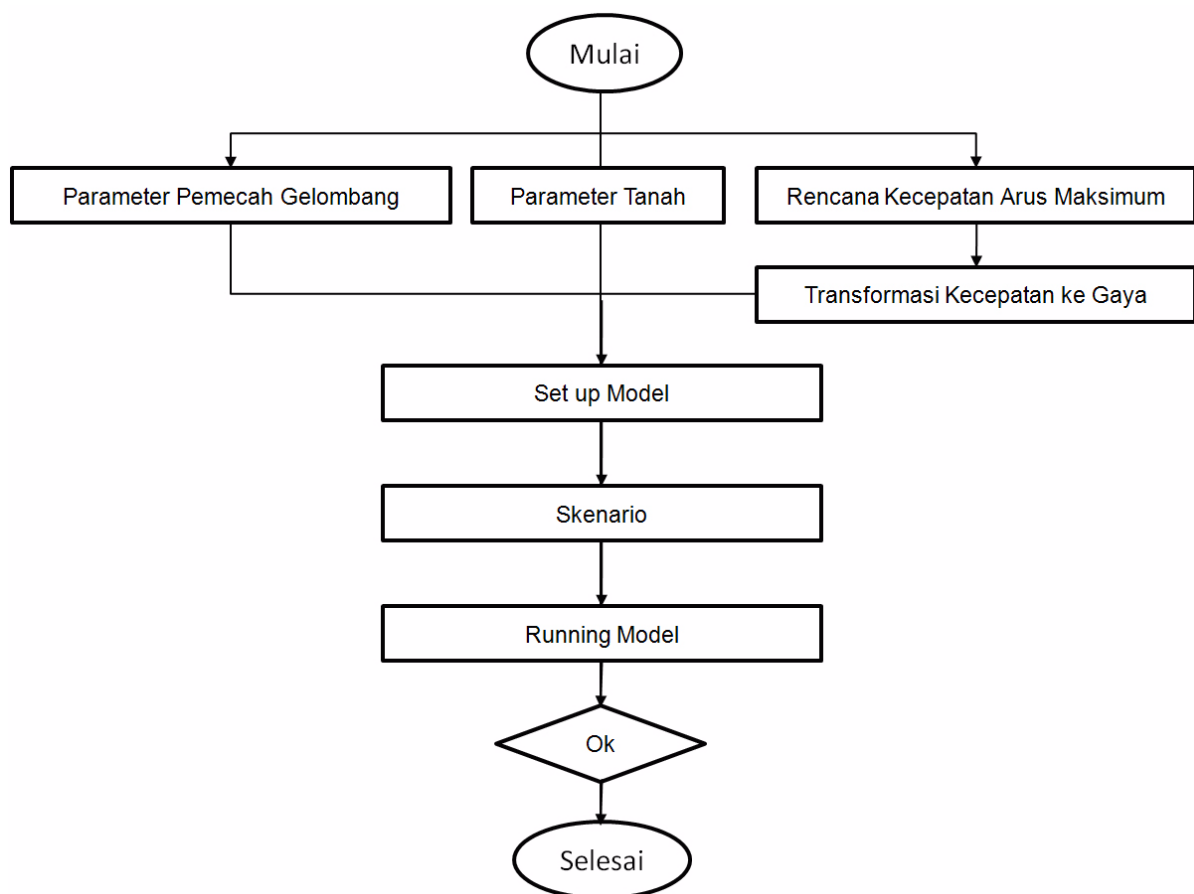 Mulai
Parameter Pemecah Gelombang
Parameter Tanah
Rencana Kecepatan Arus Maksimum
Transformasi Kecepatan ke Gaya
Set up Model
Skenario
Running Model
Ok
Selesai